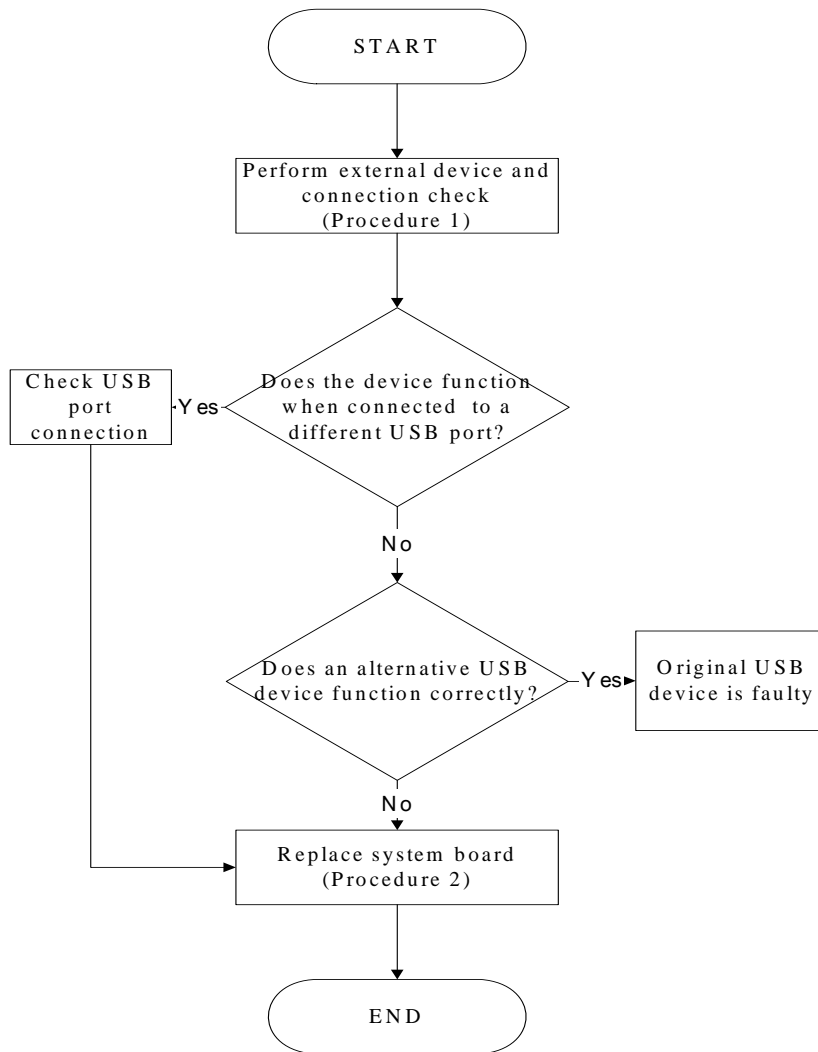 START
Perform external device and
connection check
(Procedure 1)
Does the device function
when connected to a
different USB port?
Yes
Check USB
port
connection
No
Does an alternative USB
device function correctly?
Yes
Original USB
device is faulty
No
Replace system board
(Procedure 2)
END